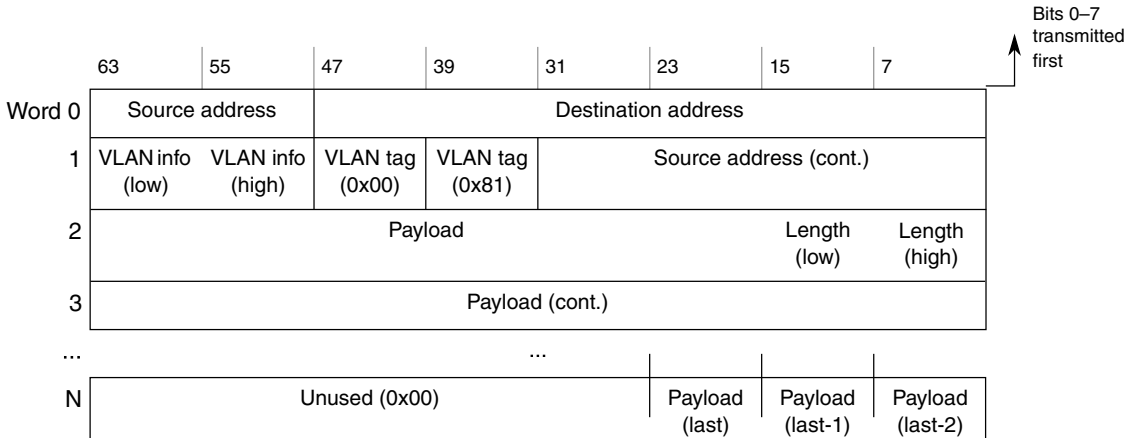 Bits 0–7
transmitted
first
63 55 47 39 31 23 15 7
Word 0 Source address Destination address
1 VLAN info VLAN info VLAN tag VLAN tag Source address (cont.)
(low) (high) (0x00) (0x81)
2 Payload Length Length
(low) (high)
3 Payload (cont.)
... ...
N Unused (0x00) Payload Payload Payload
(last) (last-1) (last-2)